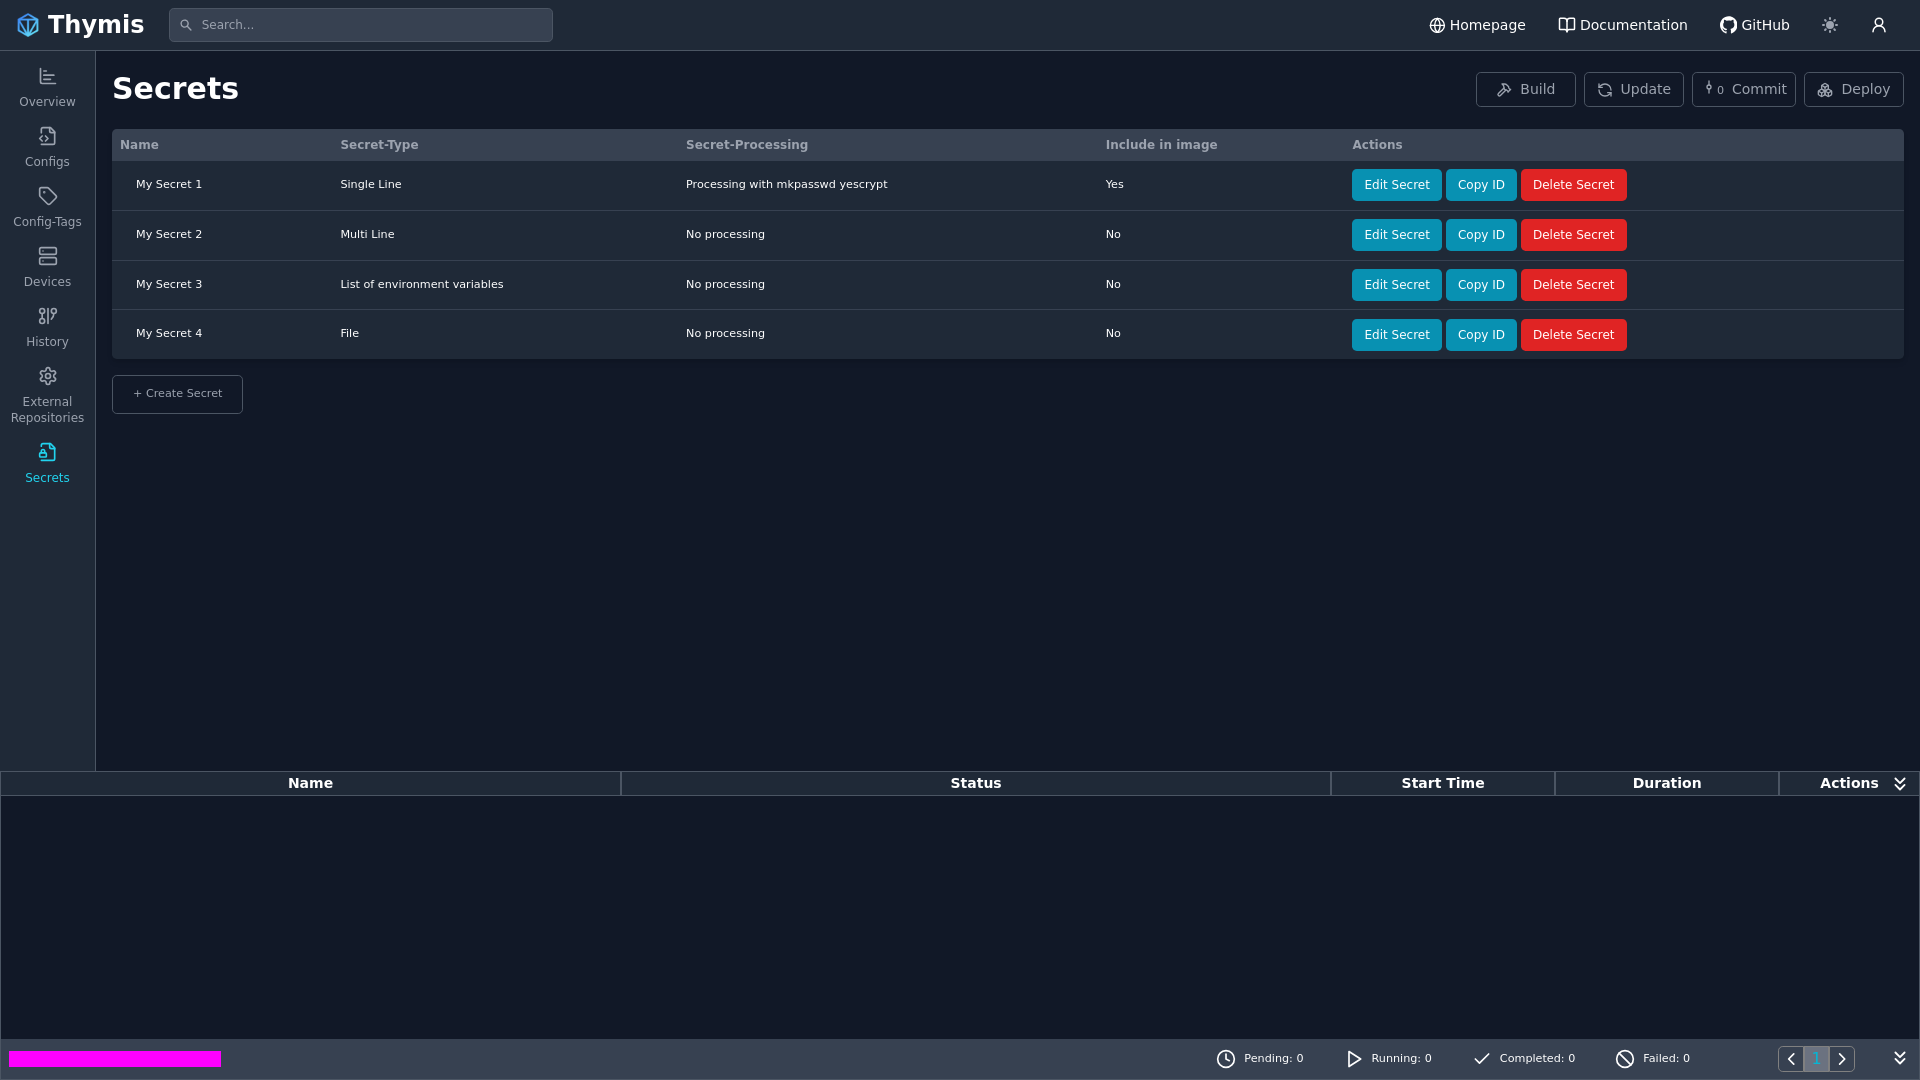 Thymis
Search...
Homepage
Documentation
GitHub
Overview
Configs
Config-Tags
Devices
History
External
Repositories
Secrets
Secrets
Build
Update
0 Commit
Deploy
Name Secret-Type Secret-Processing Include in image Actions
My Secret 1 Single Line Processing with mkpasswd yescrypt Yes Edit Secret Copy ID Delete Secret
My Secret 2 Multi Line No processing No Edit Secret Copy ID Delete Secret
My Secret 3 List of environment variables No processing No Edit Secret Copy ID Delete Secret
My Secret 4 File No processing No Edit Secret Copy ID Delete Secret
+ Create Secret
Name Status Start Time Duration Actions
Pending: 0 Running: 0 Completed: 0 Failed: 0 1